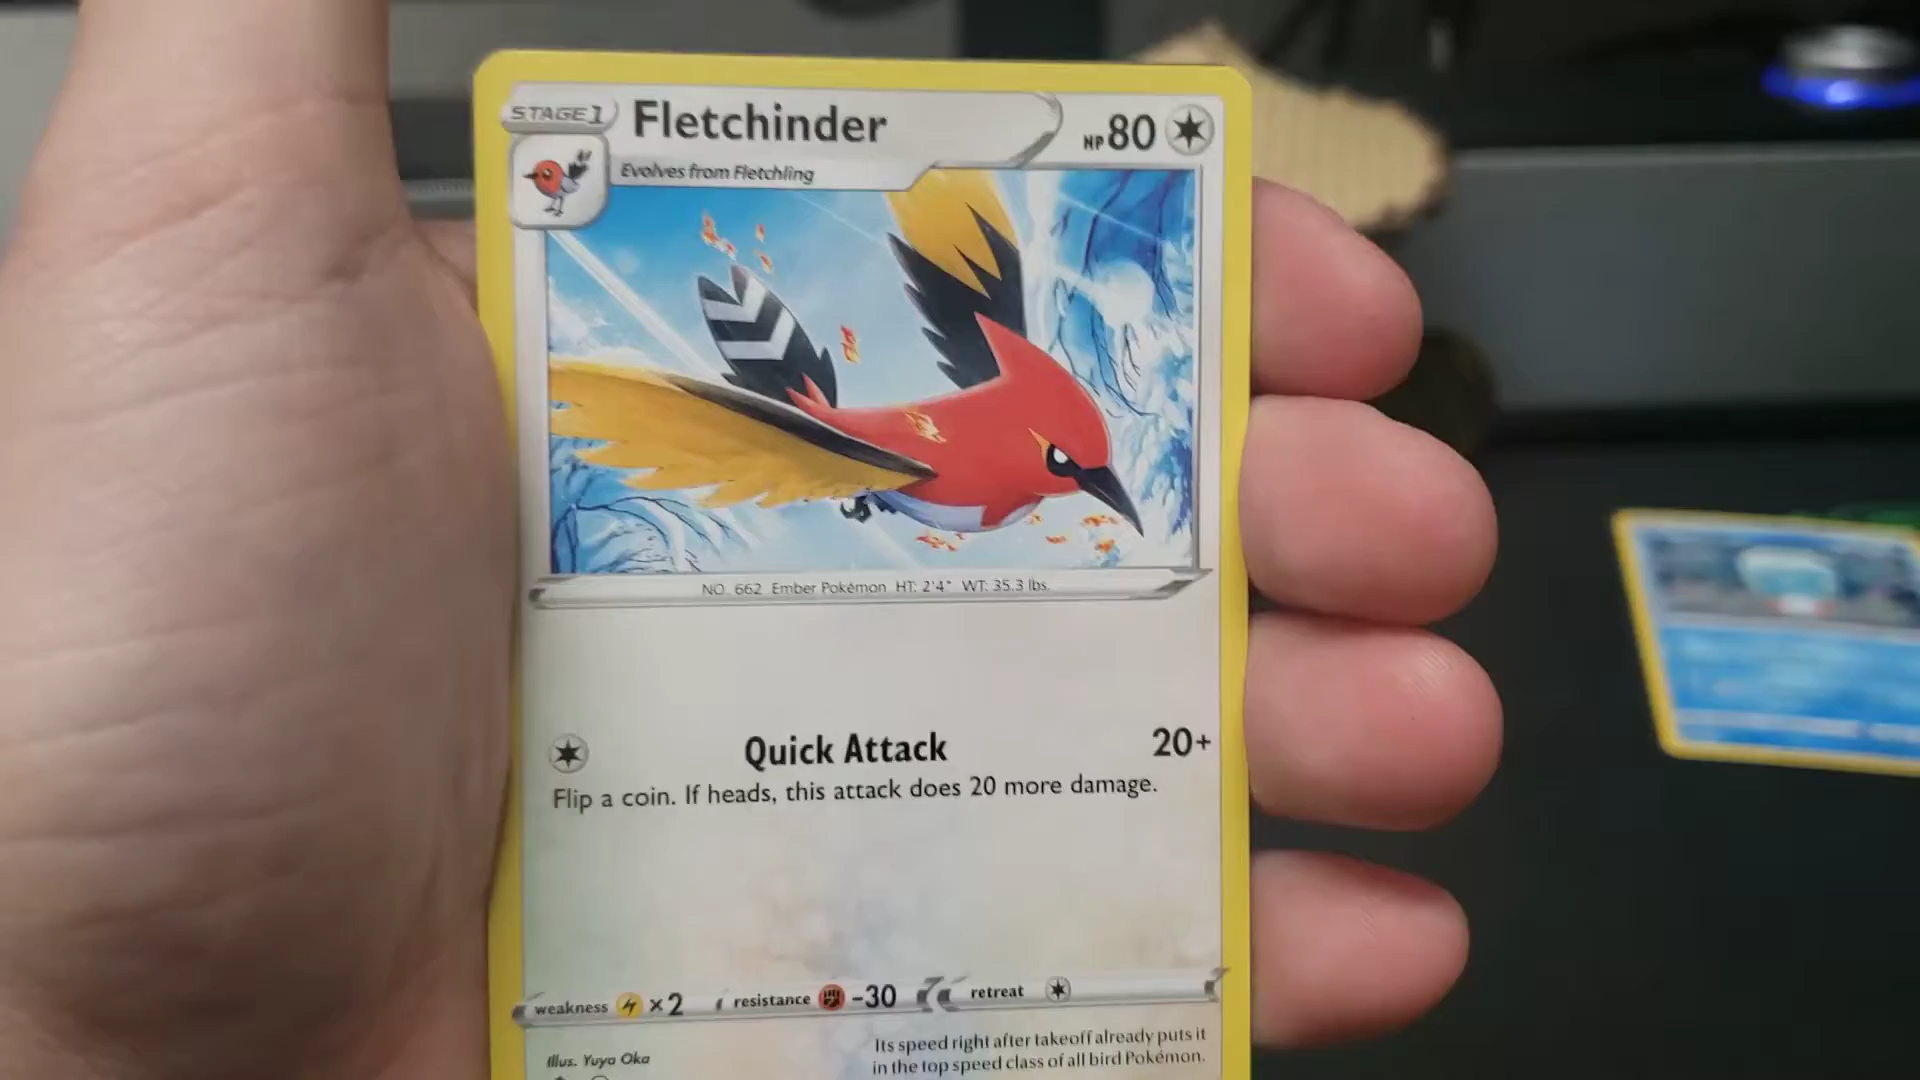 STAGE 1
Fletchinder
HP 80
Evolves from Fletchling
NO. 662 Ember Pokémon HT: 2'4" WT: 35.3 lbs.
Quick Attack 20+
Flip a coin. If heads, this attack does 20 more damage.
weakness ×2 resistance -30 retreat
Its speed right after takeoff already puts it
in the top speed class of all bird Pokémon.
Illus. Yuya Oka